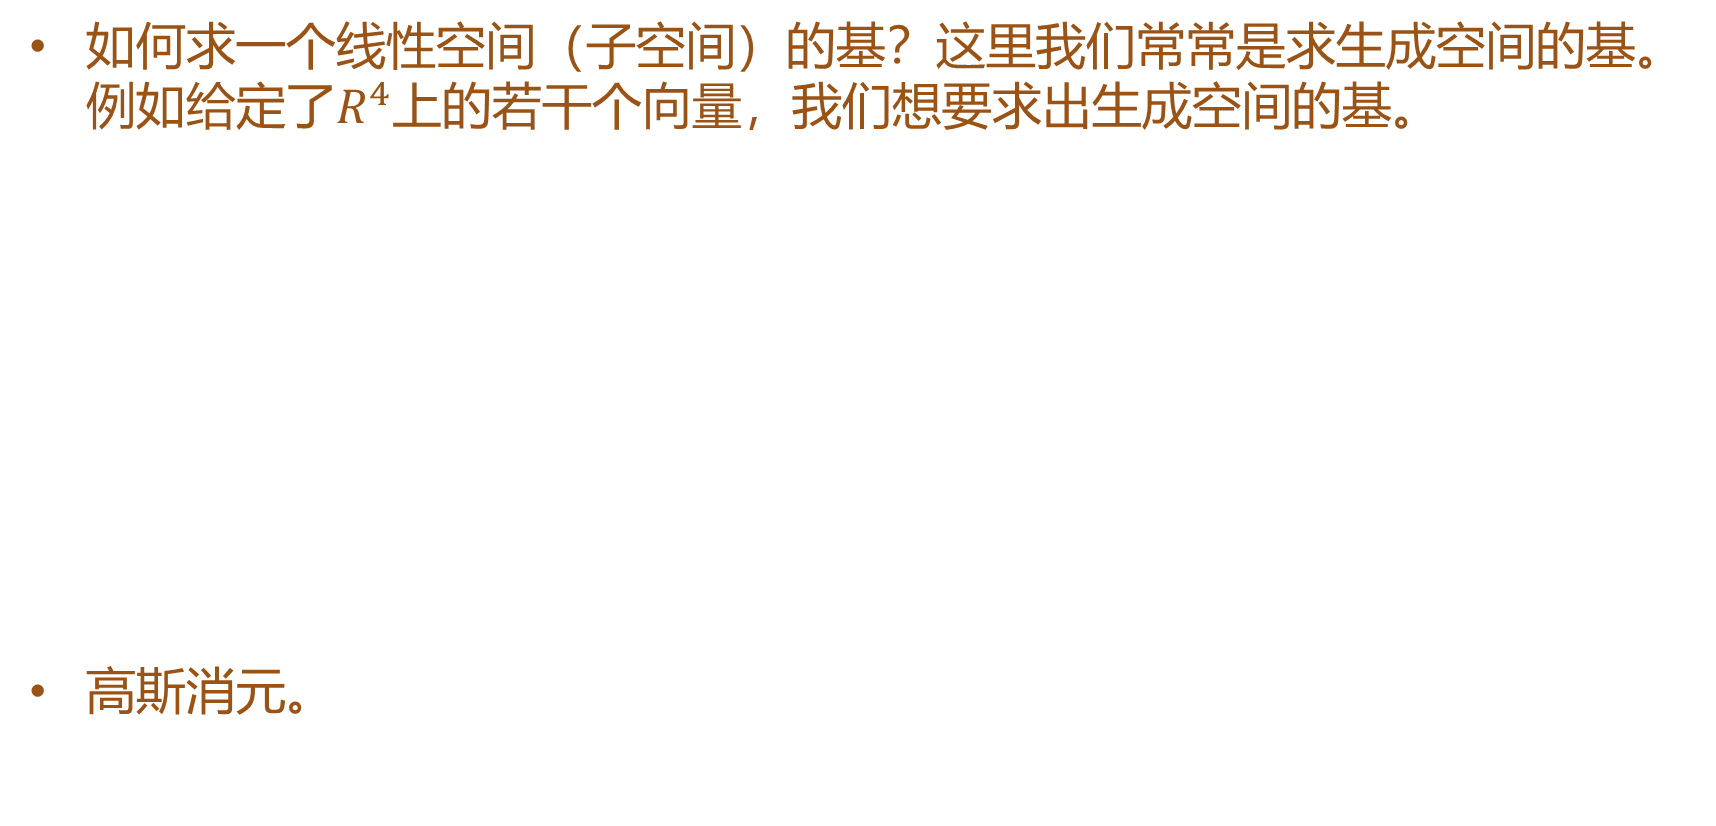 • 如何求一个线性空间（子空间）的基？这里我们常常是求生成空间的基。
例如给定了R⁴上的若干个向量，我们想要求出生成空间的基。
• 高斯消元。